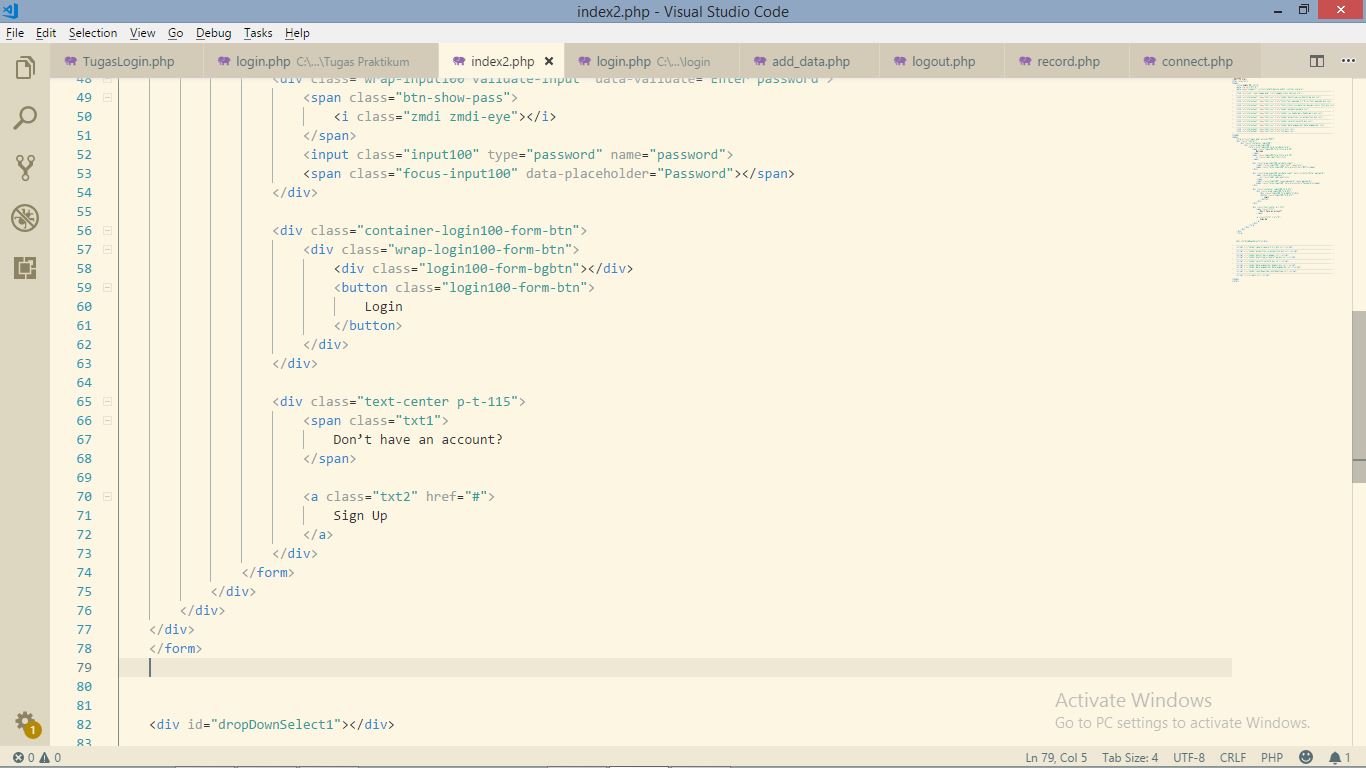 index2.php - Visual Studio Code
File Edit Selection View Go Debug Tasks Help
TugasLogin.php login.php C:\...\Tugas Praktikum index2.php login.php C:\...\login add_data.php logout.php record.php connect.php
48 <div class="wrap-input100 validate-input" data-validate="Enter password">
49 <span class="btn-show-pass">
50 <i class="zmdi zmdi-eye"></i>
51 </span>
52 <input class="input100" type="password" name="password">
53 <span class="focus-input100" data-placeholder="Password"></span>
54 </div>
55
56 <div class="container-login100-form-btn">
57 <div class="wrap-login100-form-btn">
58 <div class="login100-form-bgbtn"></div>
59 <button class="login100-form-btn">
60 Login
61 </button>
62 </div>
63 </div>
64
65 <div class="text-center p-t-115">
66 <span class="txt1">
67 Don’t have an account?
68 </span>
69
70 <a class="txt2" href="#">
71 Sign Up
72 </a>
73 </div>
74 </form>
75 </div>
76 </div>
77 </div>
78 </form>
79
80
81
82 <div id="dropDownSelect1"></div>
83
Activate Windows
Go to PC settings to activate Windows.
1
0 0 Ln 79, Col 5 Tab Size: 4 UTF-8 CRLF PHP 1